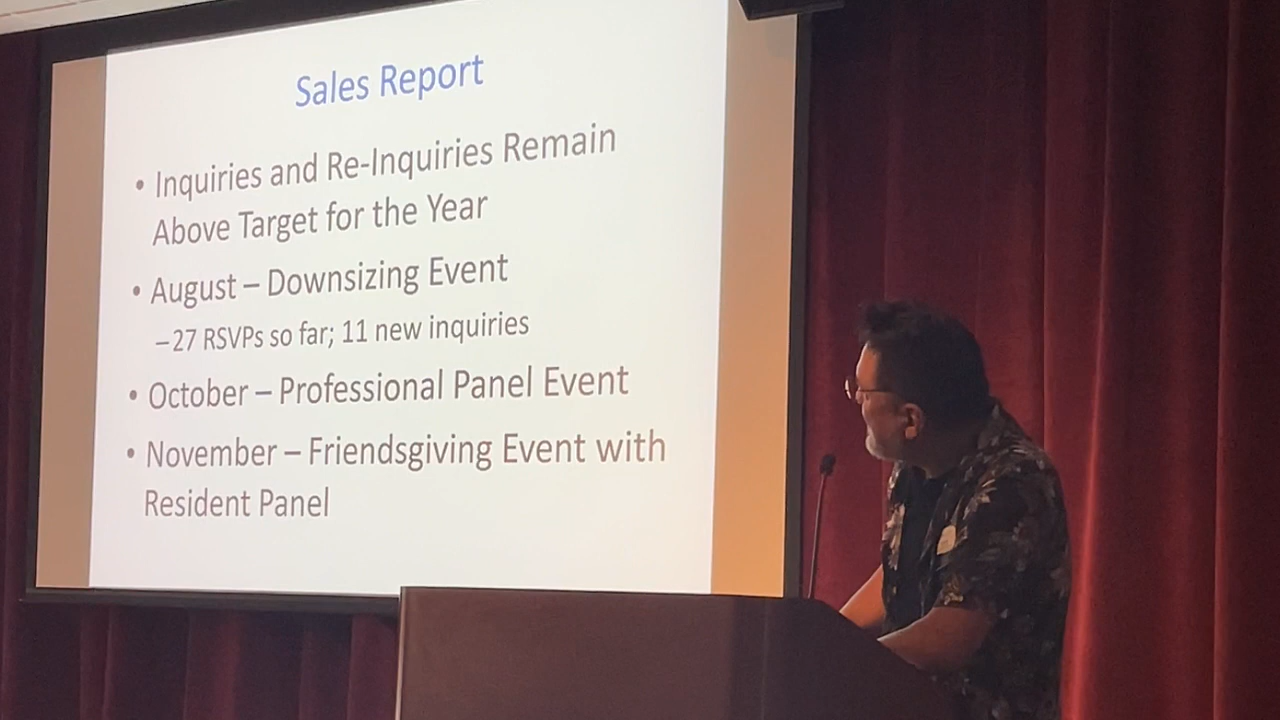 Sales Report
• Inquiries and Re-Inquiries Remain
Above Target for the Year
• August – Downsizing Event
–27 RSVPs so far; 11 new inquiries
• October – Professional Panel Event
• November – Friendsgiving Event with
Resident Panel